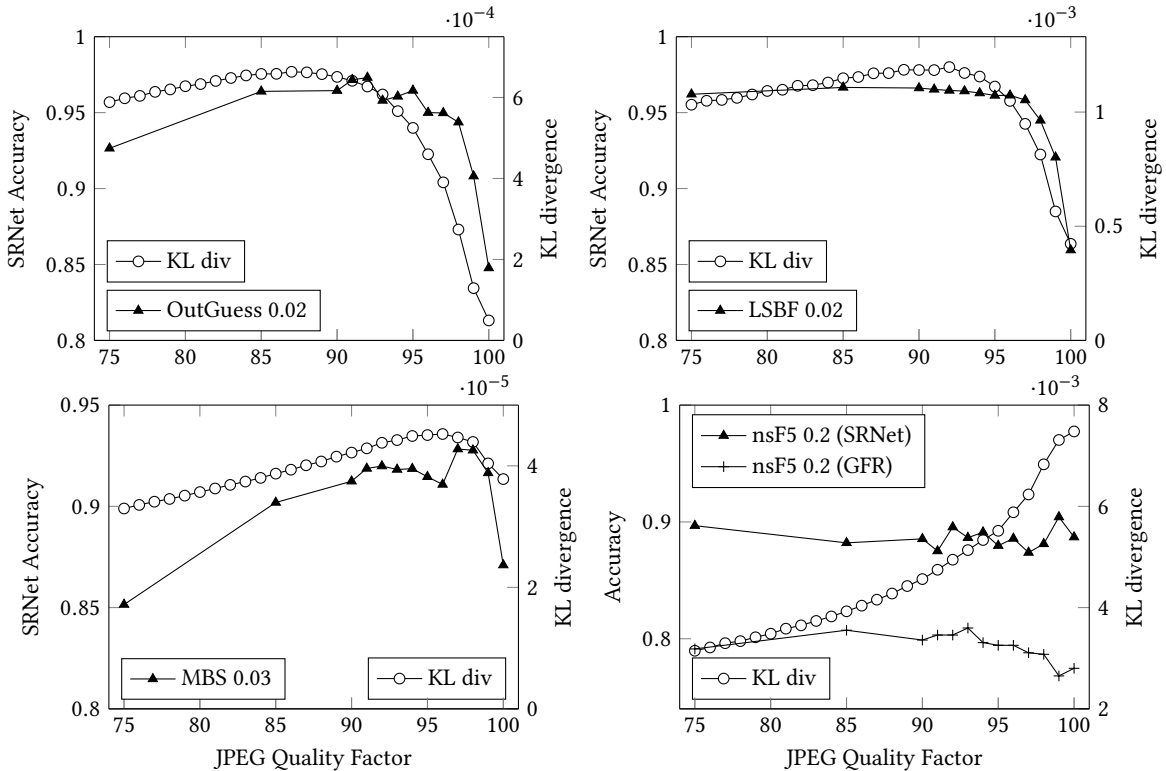 ·10⁻⁴
1
0.95
0.9
0.85
0.8
SRNet Accuracy
6
4
2
0
KL divergence
KL div
OutGuess 0.02
75 80 85 90 95 100
·10⁻³
1
0.95
0.9
0.85
0.8
SRNet Accuracy
1
0.5
0
KL divergence
KL div
LSBF 0.02
75 80 85 90 95 100
·10⁻⁵
0.95
0.9
0.85
0.8
SRNet Accuracy
4
2
0
KL divergence
MBS 0.03
KL div
75 80 85 90 95 100
JPEG Quality Factor
·10⁻³
1
0.9
0.8
Accuracy
8
6
4
2
KL divergence
nsF5 0.2 (SRNet)
nsF5 0.2 (GFR)
KL div
75 80 85 90 95 100
JPEG Quality Factor